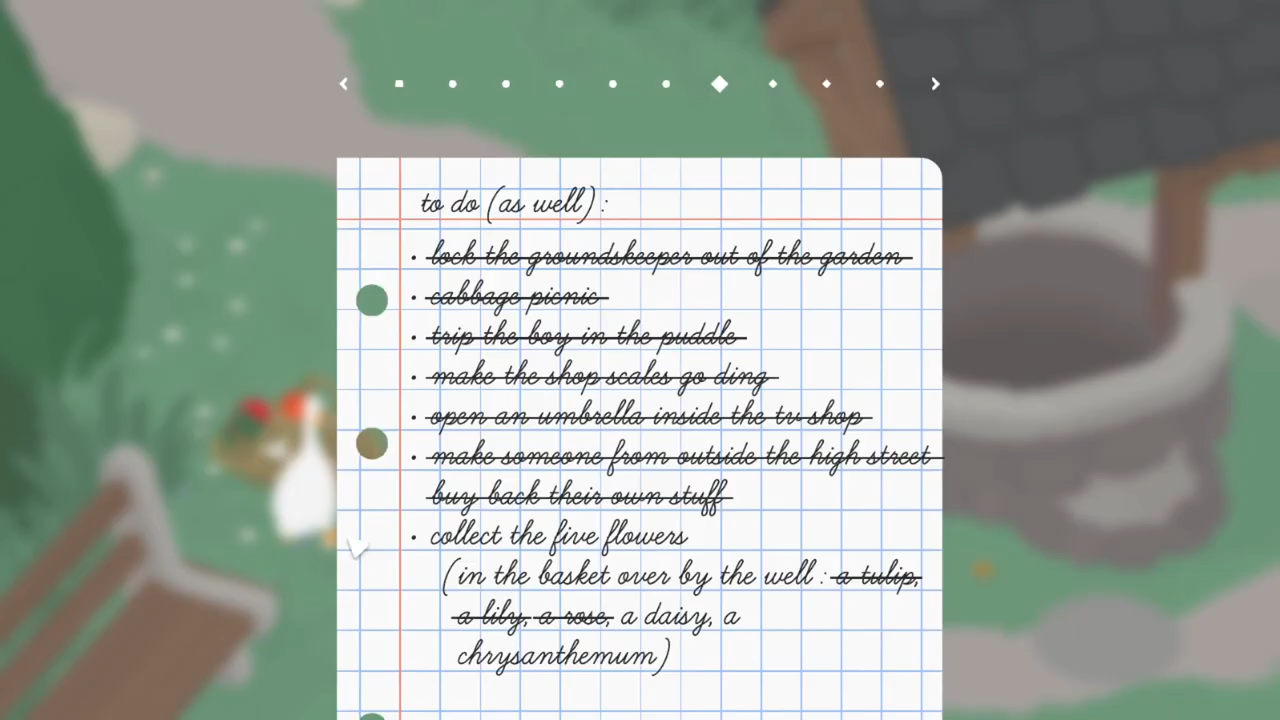 to do (as well) :
• lock the groundskeeper out of the garden
• cabbage picnic
• trip the boy in the puddle
• make the shop scales go ding
• open an umbrella inside the tv shop
• make someone from outside the high street
buy back their own stuff
• collect the five flowers
(in the basket over by the well : a tulip,
a lily, a rose, a daisy, a
chrysanthemum)